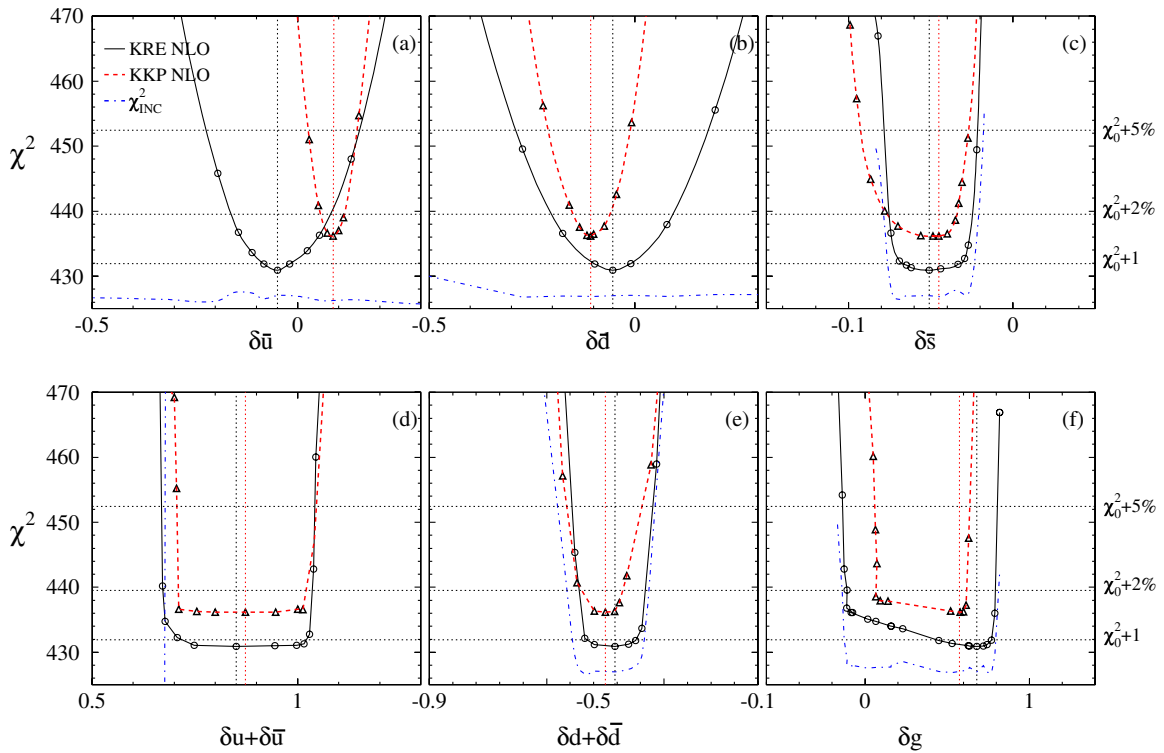 470
460
450
440
430
χ²
KRE NLO
KKP NLO
χ²INC
(a)
(b)
(c)
χ₀²+5%
χ₀²+2%
χ₀²+1
-0.5 0
-0.5 0
-0.1 0
δū
δd̄
δs̄
470
460
450
440
430
χ²
(d)
(e)
(f)
χ₀²+5%
χ₀²+2%
χ₀²+1
0.5 1
-0.9 -0.5 -0.1
0 1
δu+δū
δd+δd̄
δg